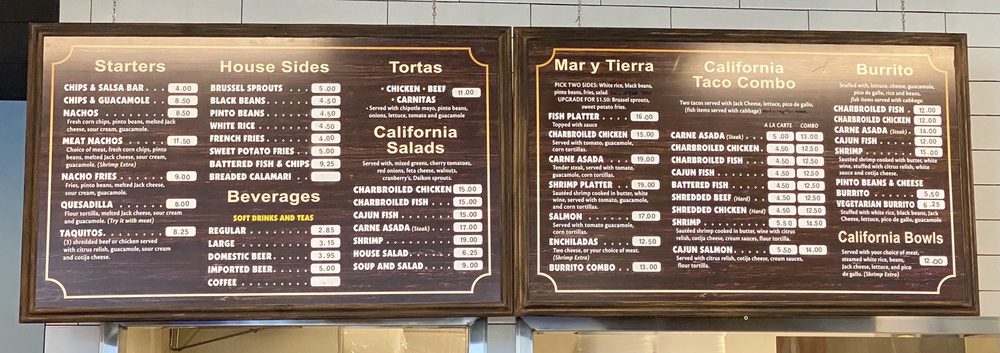 Starters
CHIPS & SALSA BAR . . . . 4.00
CHIPS & GUACAMOLE . . . . 8.50
NACHOS . . . . 8.50
Fresh corn chips, pinto beans, melted Jack
cheese, sour cream, guacamole.
MEAT NACHOS . . . . 11.50
Choice of meat, fresh corn chips, pinto
beans, melted Jack cheese, sour cream,
guacamole. (Shrimp Extra)
NACHO FRIES . . . . 9.00
Fries, pinto beans, melted Jack cheese,
sour cream, guacamole.
QUESADILLA . . . . 8.00
Flour tortilla, melted Jack cheese, sour cream
and guacamole. (Try it with meat)
TAQUITOS. . . . 8.25
(3) shredded beef or chicken served
with citrus relish, guacamole, sour cream
and cotija cheese.
House Sides
BRUSSEL SPROUTS . . . . 5.00
BLACK BEANS . . . . 4.50
PINTO BEANS . . . . 4.50
WHITE RICE . . . . 4.50
FRENCH FRIES . . . . 4.00
SWEET POTATO FRIES . . . . 5.00
BATTERED FISH & CHIPS . 9.25
BREADED CALAMARI .
Beverages
SOFT DRINKS AND TEAS
REGULAR . . . . 2.85
LARGE . . . . 3.15
DOMESTIC BEER . . . . 3.95
IMPORTED BEER . . . . 5.00
COFFEE . . . .
Tortas
• CHICKEN • BEEF
• CARNITAS
11.00
• Served with chipotle mayo, pinto beans,
onions, lettuce, tomato and guacamole
California
Salads
Served with, mixed greens, cherry tomatoes,
red onions, feta cheese, walnuts,
cranberry's, Daikon sprouts.
CHARBROILED CHICKEN 15.00
CHARBROILED FISH . . . . 15.00
CAJUN FISH . . . . 15.00
CARNE ASADA (Steak) . . . 17.00
SHRIMP . . . . 19.00
HOUSE SALAD . . . . 6.25
SOUP AND SALAD . . . . 9.00
Mar y Tierra
PICK TWO SIDES: White rice, black beans,
pinto beans, fries, salad
UPGRADE FOR $1.50: Brussel sprouts,
sweet potato fries.
FISH PLATTER . . . 16.00
Topped with sauce
CHARBROILED CHICKEN 15.00
Served with tomato, guacamole,
corn tortillas.
CARNE ASADA . . . . 19.00
Tender steak, served with tomato,
guacamole, corn tortillas.
SHRIMP PLATTER . . . 19.00
Shrimp cooked in butter, white
wine, served with tomato, guacamole,
and corn tortillas.
SALMON . . . . 17.00
Served with tomato, guacamole,
corn tortillas.
ENCHILADAS . . . . 12.50
Two cheese, or your choice of meat.
(Shrimp Extra)
BURRITO COMBO . . 13.00
California
Taco Combo
Two tacos served with Jack Cheese, lettuce, pico de gallo,
(fish items served with cabbage)
A LA CARTE COMBO
CARNE ASADA (Steak) . . . . 5.00 13.00
CHARBROILED CHICKEN. . . . 4.50 12.50
CHARBROILED FISH. . . . 4.50 12.50
CAJUN FISH . . . . 4.50 12.50
BATTERED FISH . . . . 4.50 12.50
SHREDDED BEEF (Hard) . . . . 4.50 12.50
SHREDDED CHICKEN (Hard) . . . . 4.50 12.50
SHRIMP . . . . 5.50 14.50
Sautéd shrimp cooked in butter, served with citrus
relish, cotija cheese, cream sauces, flour tortilla.
CAJUN SALMON . . . . 5.50 14.00
Served with citrus relish, cotija cheese, cream sauces,
flour tortilla.
Burrito
Stuffed with, lettuce, cheese, guacamole,
pico de gallo, rice and beans,
fish items served with cabbage.
CHARBROILED FISH . . 12.00
CHARBROILED CHICKEN . 12.00
CARNE ASADA (Steak) . . 14.00
CAJUN FISH . . . . 12.00
SHRIMP . . . . 15.00
Sautéd shrimp cooked in butter, white
wine, stuffed with citrus relish, white
sauce and cotija cheese
PINTO BEANS & CHEESE
BURRITO . . . . 5.50
VEGETARIAN BURRITO . . 6.25
Stuffed with white rice, black beans,
Jack cheese, lettuce, pico de gallo, guacamole
California Bowls
Served with your choice of meat,
steamed white rice, beans,
Jack cheese, lettuce, and pico
de gallo. (Shrimp Extra)
12.00